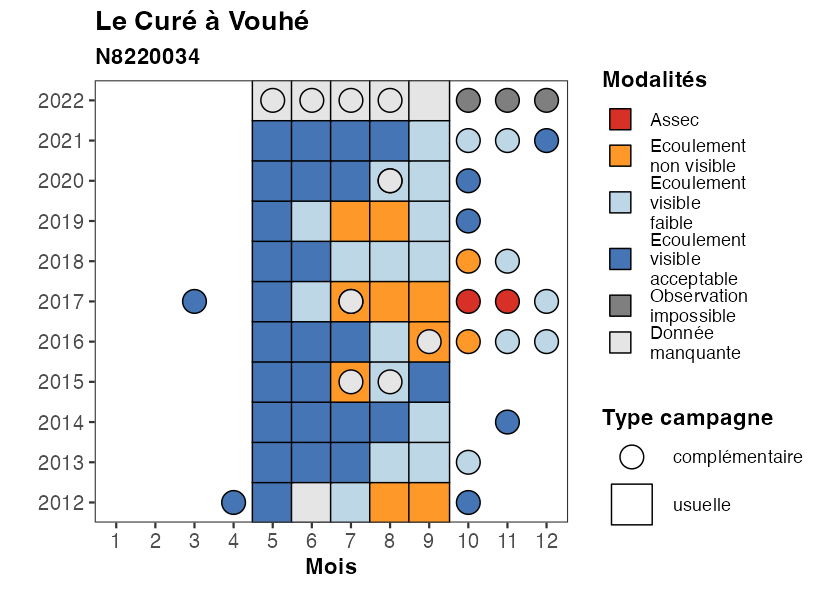 Le Curé à Vouhé
N8220034
2022
2021
2020
2019
2018
2017
2016
2015
2014
2013
2012
1 2 3 4 5 6 7 8 9 10 11 12
Mois
Modalités
Assec
Ecoulement
non visible
Ecoulement
visible
faible
Ecoulement
visible
acceptable
Observation
impossible
Donnée
manquante
Type campagne
complémentaire
usuelle